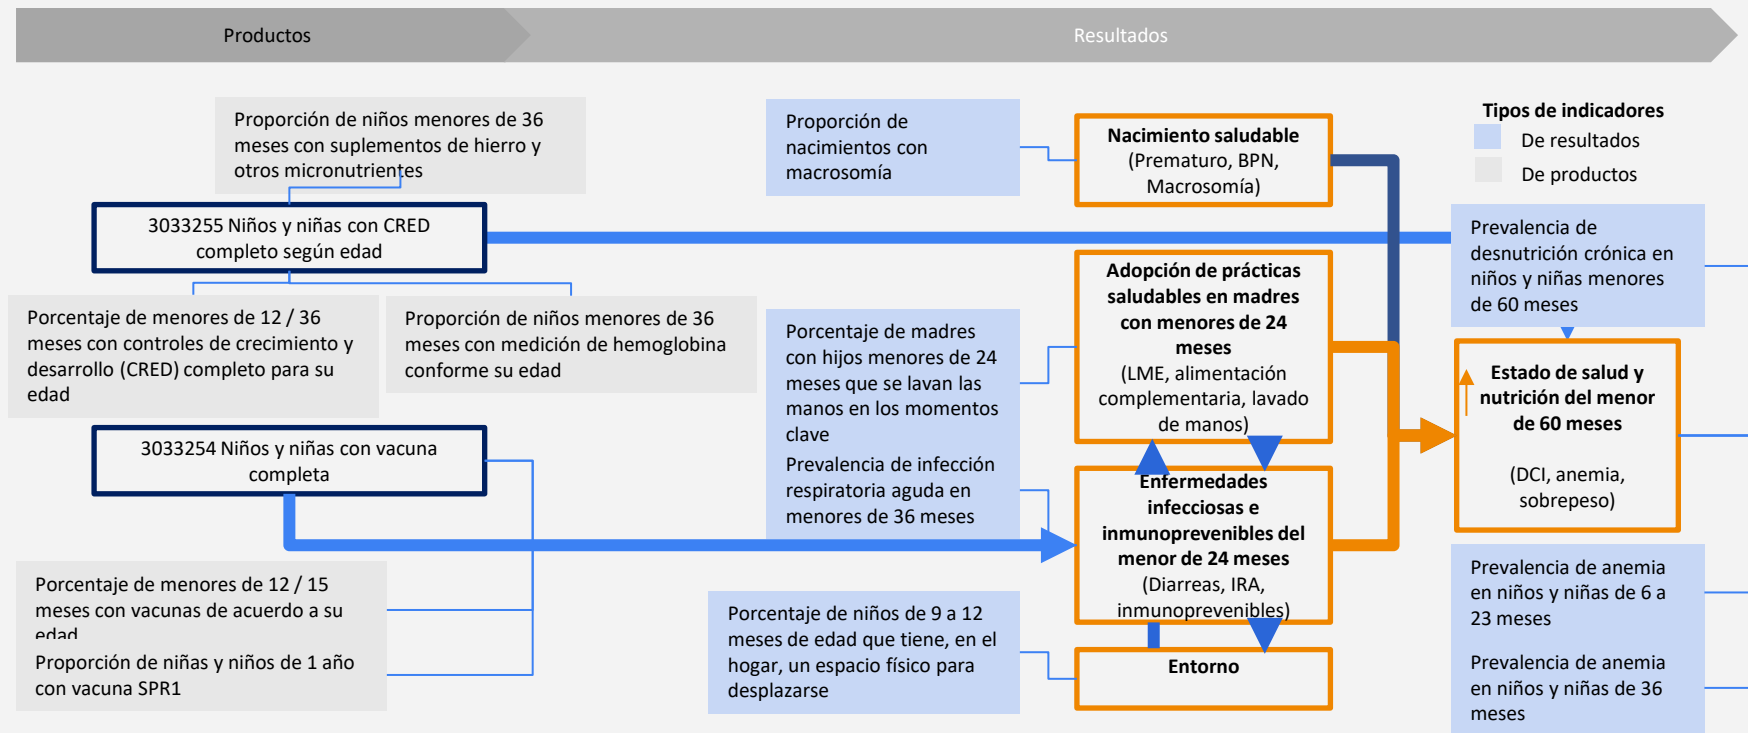 Productos
Resultados
Proporción de niños menores de 36
meses con suplementos de hierro y
otros micronutrientes
3033255 Niños y niñas con CRED
completo según edad
Porcentaje de menores de 12 / 36
meses con controles de crecimiento y
desarrollo (CRED) completo para su
edad
Proporción de niños menores de 36
meses con medición de hemoglobina
conforme su edad
3033254 Niños y niñas con vacuna
completa
Porcentaje de menores de 12 / 15
meses con vacunas de acuerdo a su
edad
Proporción de niñas y niños de 1 año
con vacuna SPR1
Proporción de
nacimientos con
macrosomía
Porcentaje de madres
con hijos menores de 24
meses que se lavan las
manos en los momentos
clave
Prevalencia de infección
respiratoria aguda en
menores de 36 meses
Porcentaje de niños de 9 a 12
meses de edad que tiene, en el
hogar, un espacio físico para
desplazarse
Nacimiento saludable
(Prematuro, BPN,
Macrosomía)
Adopción de prácticas
saludables en madres
con menores de 24
meses
(LME, alimentación
complementaria, lavado
de manos)
Enfermedades
infecciosas e
inmunoprevenibles del
menor de 24 meses
(Diarreas, IRA,
inmunoprevenibles)
Entorno
Tipos de indicadores
De resultados
De productos
Prevalencia de
desnutrición crónica en
niños y niñas menores
de 60 meses
Estado de salud y
nutrición del menor
de 60 meses
(DCI, anemia,
sobrepeso)
Prevalencia de anemia
en niños y niñas de 6 a
23 meses
Prevalencia de anemia
en niños y niñas de 36
meses